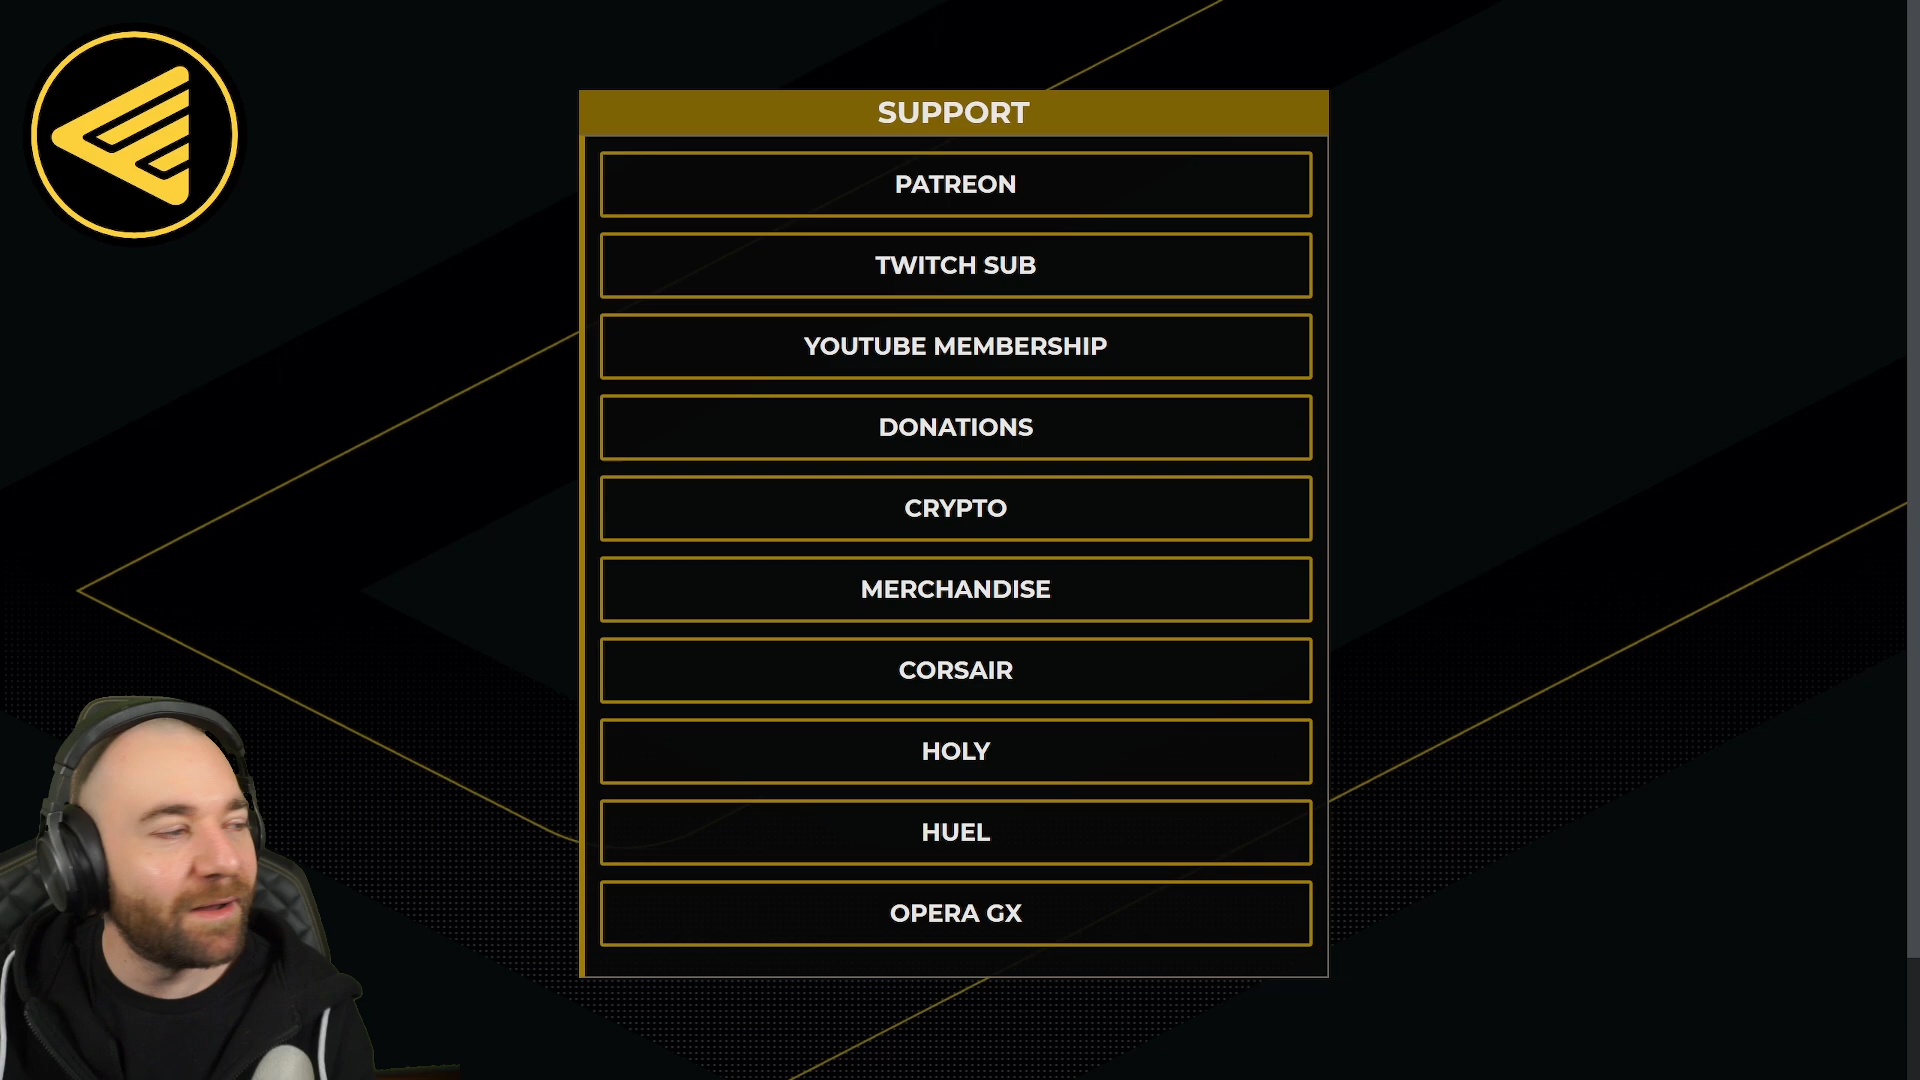 SUPPORT
PATREON
TWITCH SUB
YOUTUBE MEMBERSHIP
DONATIONS
CRYPTO
MERCHANDISE
CORSAIR
HOLY
HUEL
OPERA GX